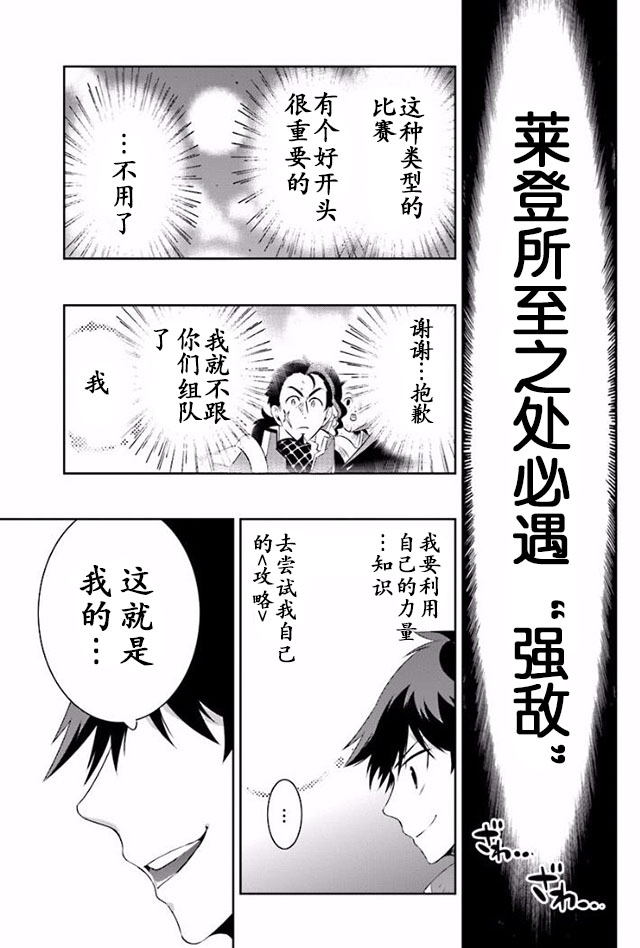 莱登所至之处必遇“强敌”
ざわ…
ざわ…
这种类型的
比赛
有个好开头
很重要的
…不用了
谢谢…抱歉
我就不跟
你们组队
了
我
我要利用
自己的力量
…知识
去尝试我自己
的<攻略>
…
这就是
我的…